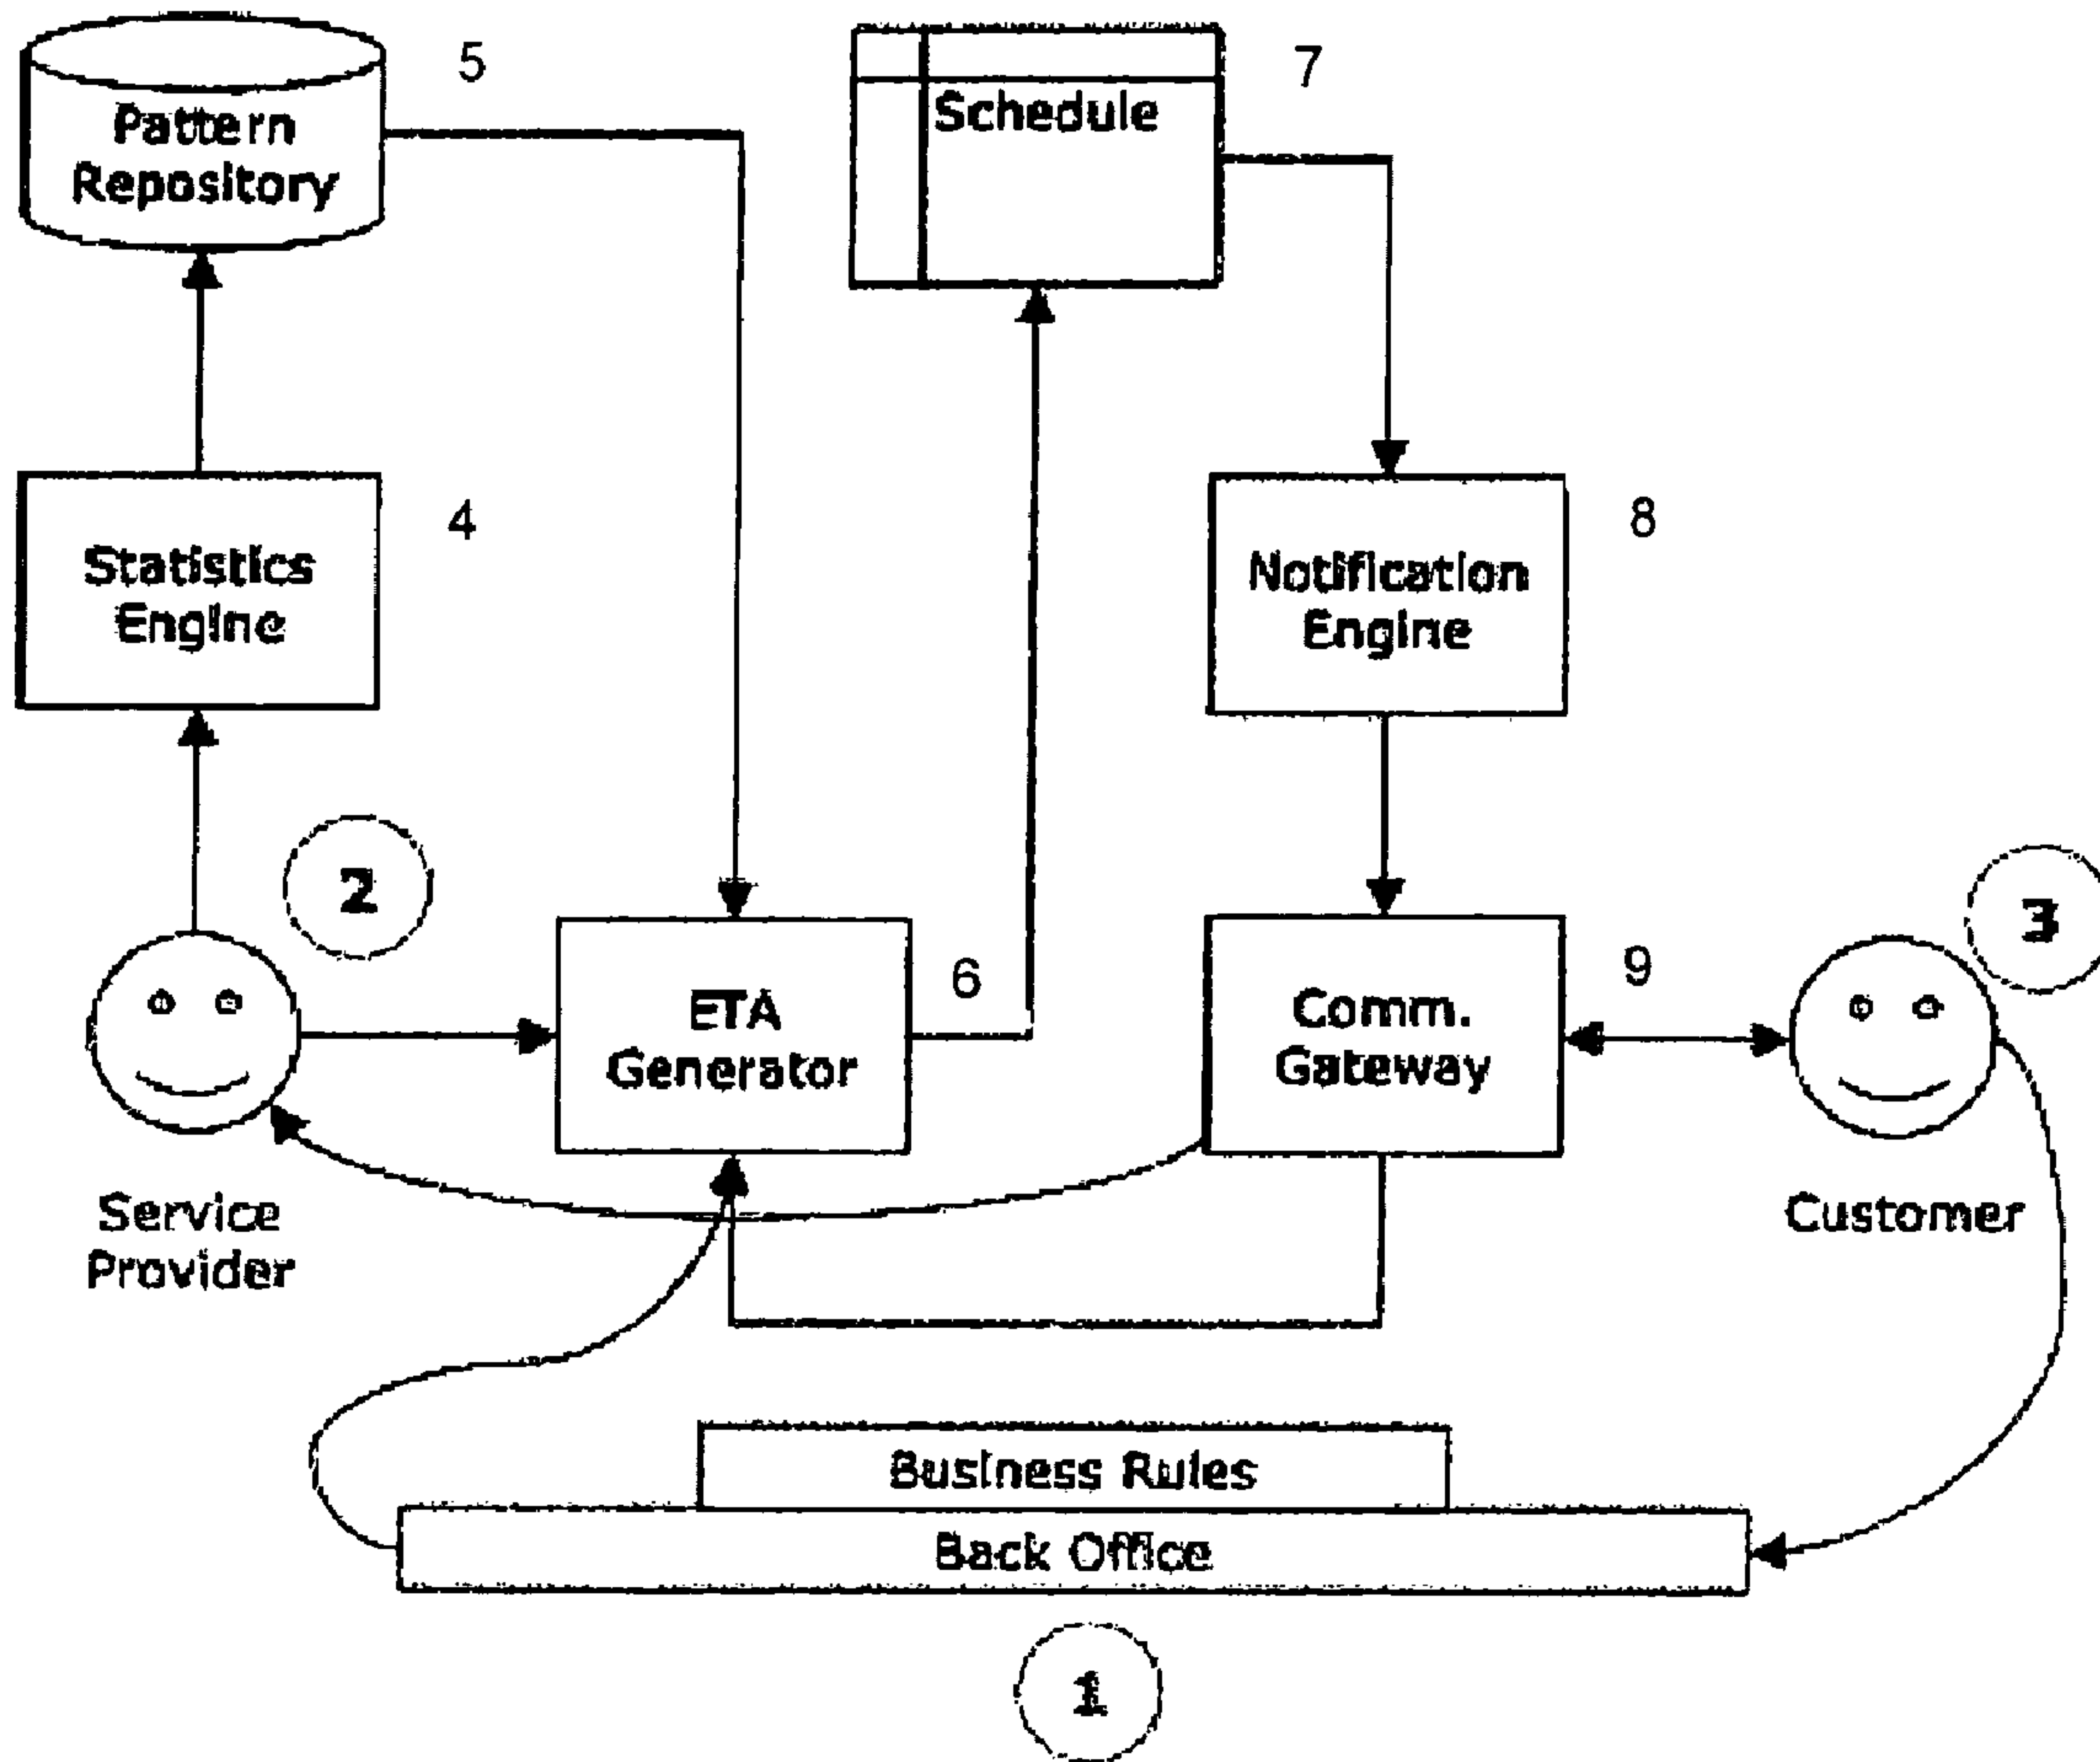 5
7
Pattern
Repository
Schedule
4
8
Statistics
Engine
Notification
Engine
2
3
6
9
ETA
Generator
Comm.
Gateway
Service
Provider
Customer
Business Rules
Back Office
1